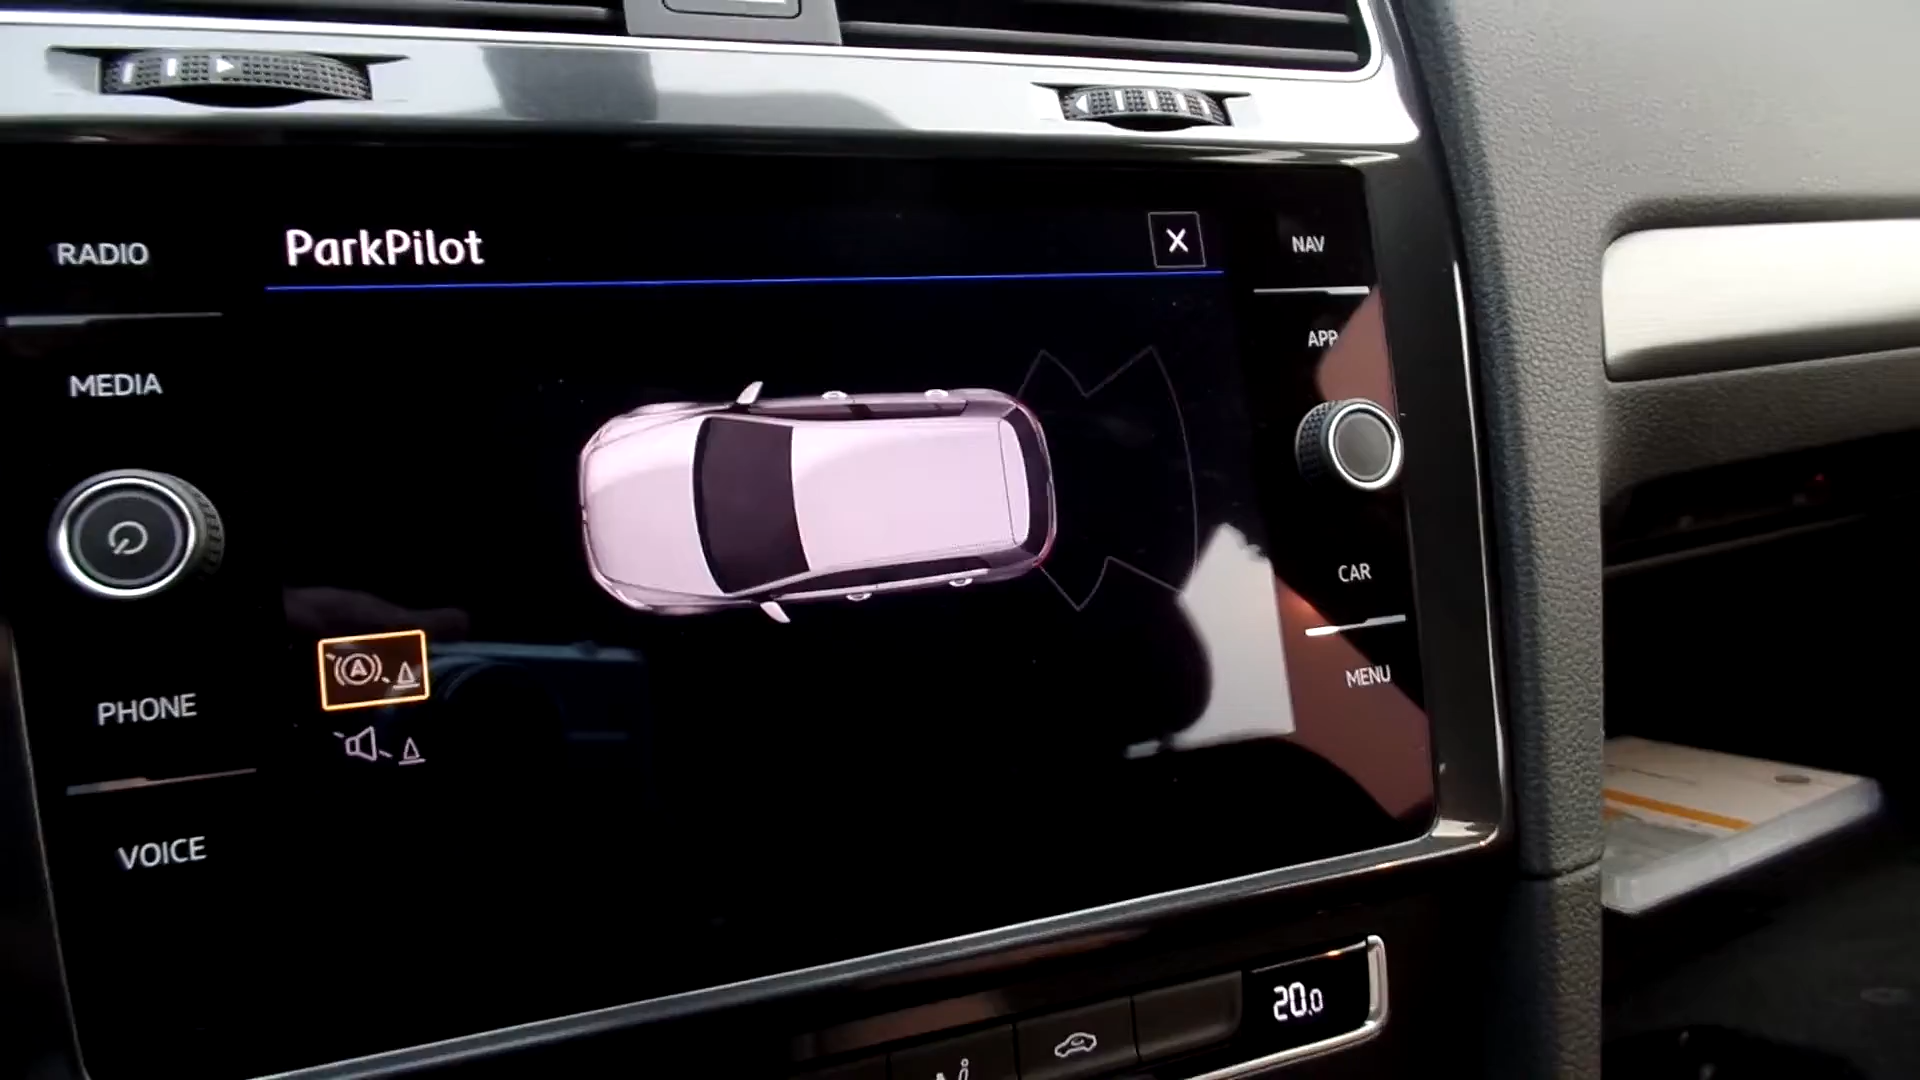 RADIO
ParkPilot
X
NAV
MEDIA
APP
CAR
A
PHONE
MENU
VOICE
20.0